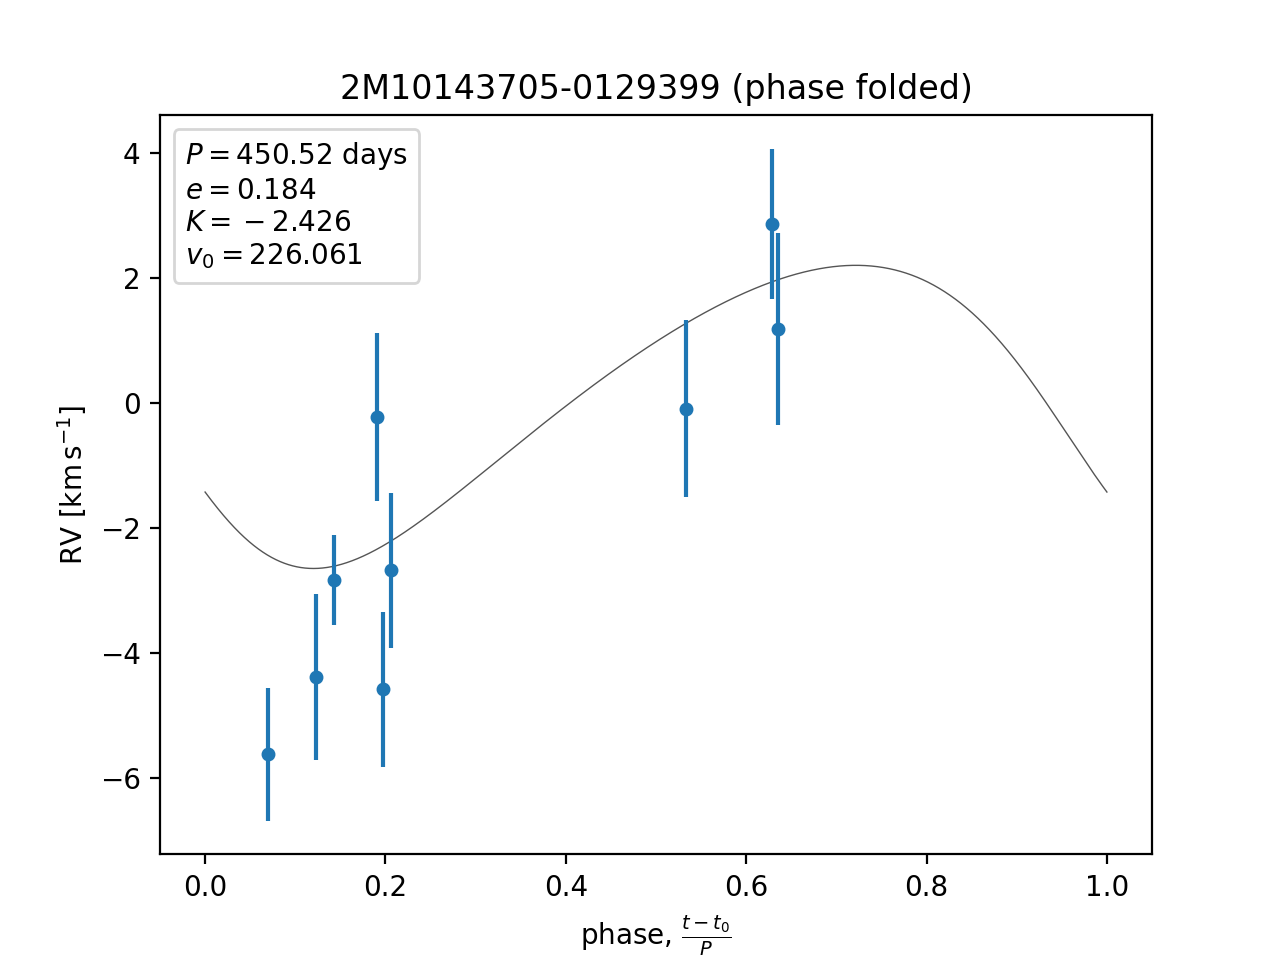 2M10143705-0129399 (phase folded)
P = 450.52 days
e = 0.184
K = −2.426
v₀ = 226.061
4
2
0
−2
−4
−6
RV [km s⁻¹]
0.0 0.2 0.4 0.6 0.8 1.0
phase, (t − t₀)/P